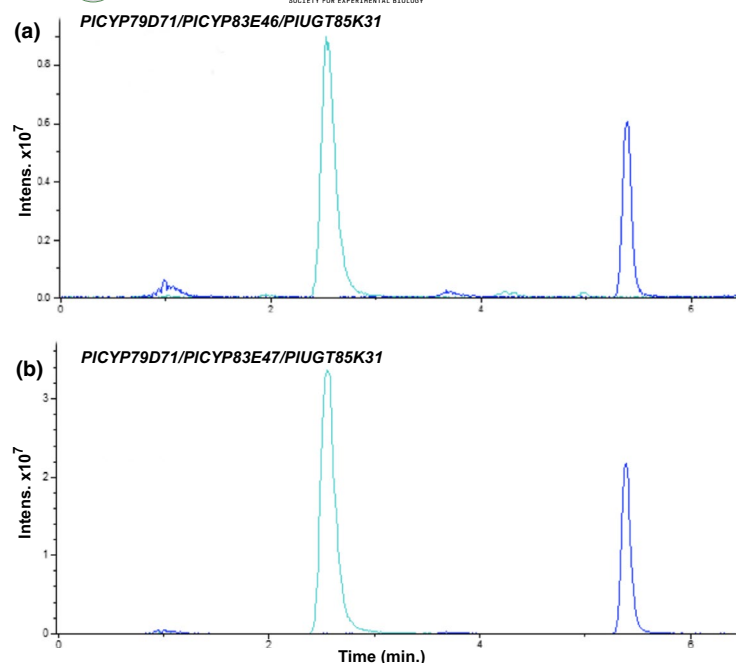 SOCIETY FOR EXPERIMENTAL BIOLOGY
(a) PlCYP79D71/PlCYP83E46/PlUGT85K31
Intens. x10⁷
0.8
0.6
0.4
0.2
0.0
0 2 4 6
(b) PlCYP79D71/PlCYP83E47/PlUGT85K31
Intens. x10⁷
3
2
1
0
0 2 4 6
Time (min.)